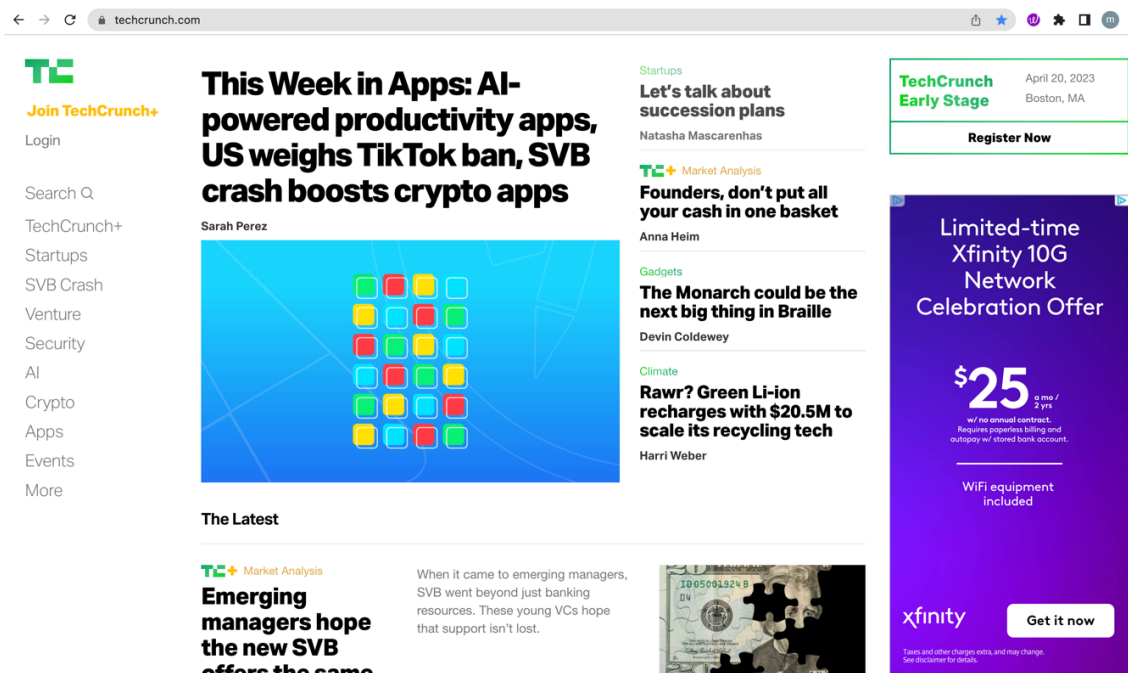 techcrunch.com
m
TC
Join TechCrunch+
Login
Search
TechCrunch+
Startups
SVB Crash
Venture
Security
AI
Crypto
Apps
Events
More
This Week in Apps: AI-
powered productivity apps,
US weighs TikTok ban, SVB
crash boosts crypto apps
Sarah Perez
Startups
Let's talk about
succession plans
Natasha Mascarenhas
TC+ Market Analysis
Founders, don't put all
your cash in one basket
Anna Heim
Gadgets
The Monarch could be the
next big thing in Braille
Devin Coldewey
Climate
Rawr? Green Li-ion
recharges with $20.5M to
scale its recycling tech
Harri Weber
TechCrunch
Early Stage
April 20, 2023
Boston, MA
Register Now
Limited-time
Xfinity 10G
Network
Celebration Offer
$25
a mo /
2 yrs
w/ no annual contract.
Requires paperless billing and
autopay w/ stored bank account.
WiFi equipment
included
xfinity
Get it now
Taxes and other charges extra, and may change.
See disclaimer for details.
The Latest
TC+ Market Analysis
Emerging
managers hope
the new SVB
offers the same
When it came to emerging managers,
SVB went beyond just banking
resources. These young VCs hope
that support isn't lost.
ID 05001924 B
D4